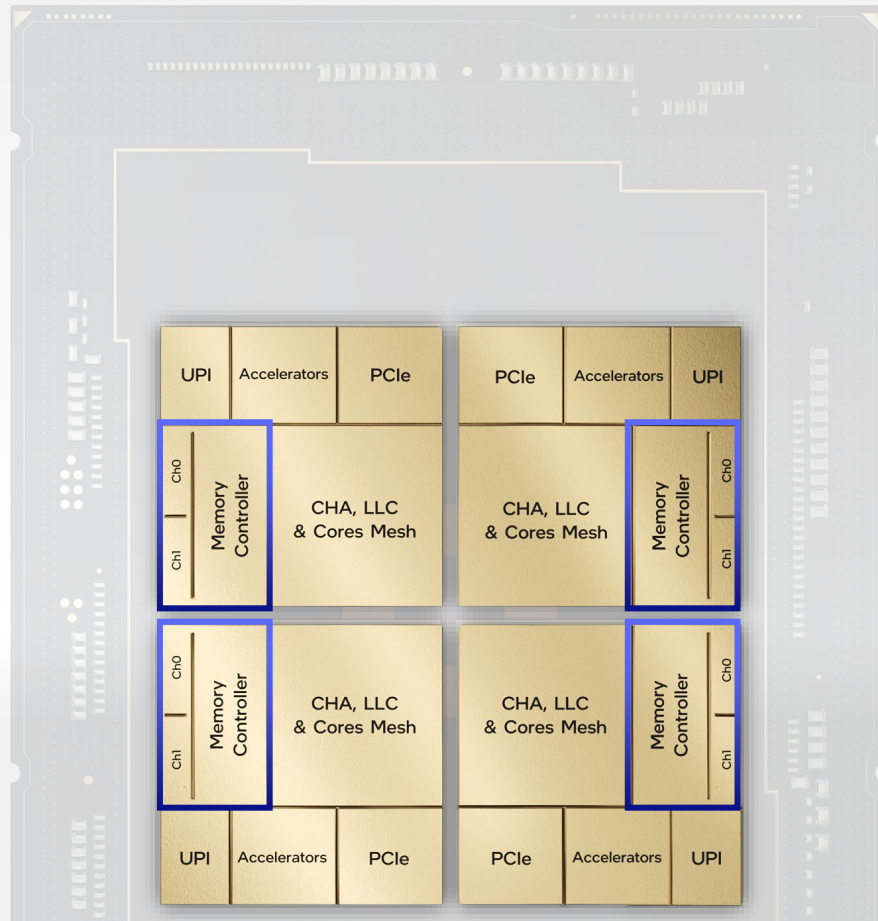 UPI
Accelerators
PCIe
PCIe
Accelerators
UPI
Ch0
Ch1
Memory
Controller
CHA, LLC
& Cores Mesh
CHA, LLC
& Cores Mesh
Memory
Controller
Ch0
Ch1
Ch0
Ch1
Memory
Controller
CHA, LLC
& Cores Mesh
CHA, LLC
& Cores Mesh
Memory
Controller
Ch0
Ch1
UPI
Accelerators
PCIe
PCIe
Accelerators
UPI